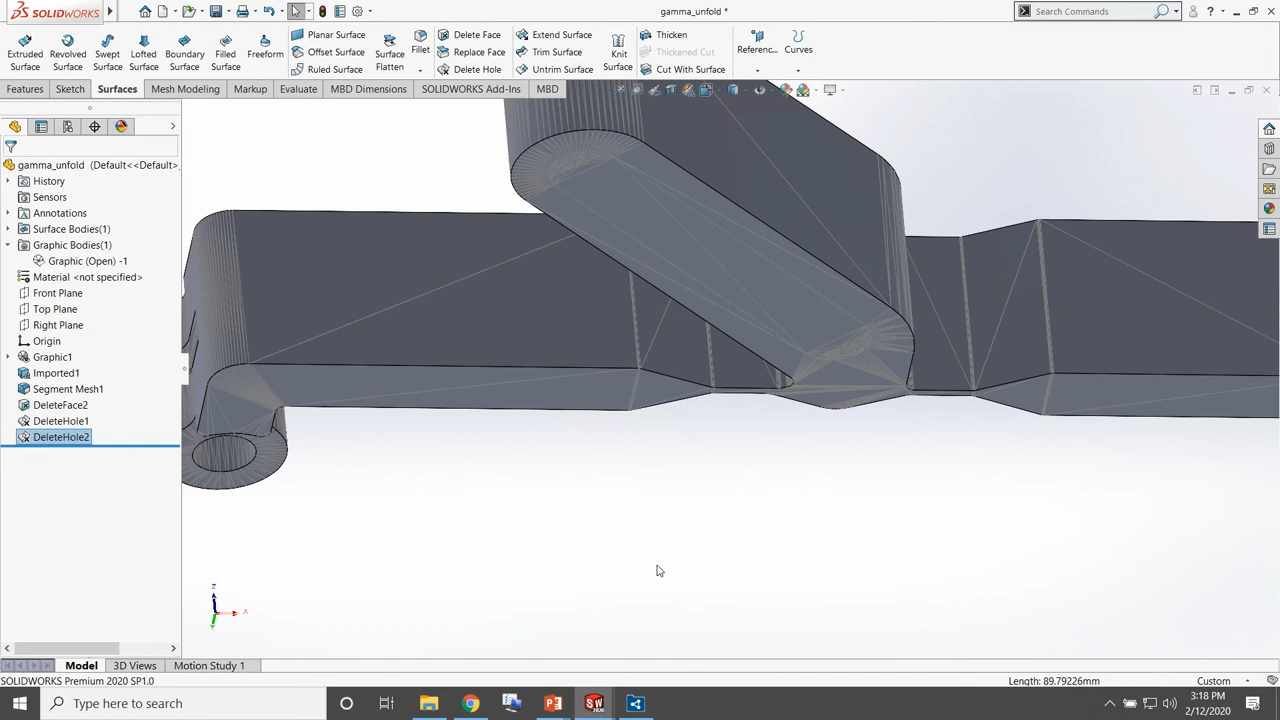 SOLIDWORKS
gamma_unfold *
Search Commands
Extruded Surface
Revolved Surface
Swept Surface
Lofted Surface
Boundary Surface
Filled Surface
Freeform
Planar Surface
Offset Surface
Ruled Surface
Surface Flatten
Fillet
Delete Face
Replace Face
Delete Hole
Extend Surface
Trim Surface
Untrim Surface
Knit Surface
Thicken
Thickened Cut
Cut With Surface
Referenc...
Curves
Features
Sketch
Surfaces
Mesh Modeling
Markup
Evaluate
MBD Dimensions
SOLIDWORKS Add-Ins
MBD
gamma_unfold (Default<<Default>
History
Sensors
Annotations
Surface Bodies(1)
Graphic Bodies(1)
Graphic (Open) -1
Material <not specified>
Front Plane
Top Plane
Right Plane
Origin
Graphic1
Imported1
Segment Mesh1
DeleteFace2
DeleteHole1
DeleteHole2
Z
X
Y
Model
3D Views
Motion Study 1
SOLIDWORKS Premium 2020 SP1.0
Length: 89.79226mm
Custom
Type here to search
3:18 PM
2/12/2020